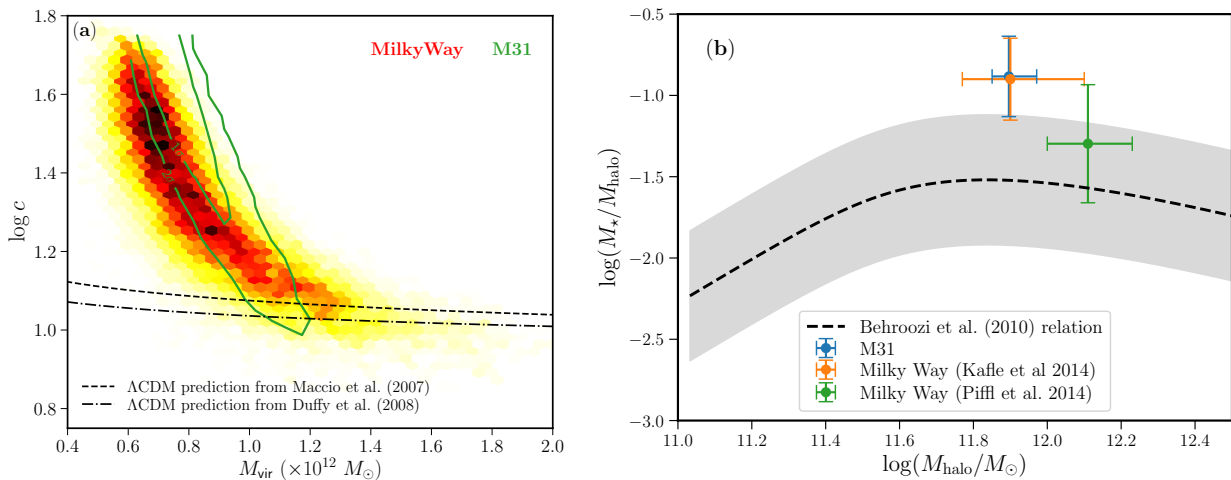 (a)
MilkyWay M31
1.8
1.6
1.4
1.2
1.0
0.8
log c
ΛCDM prediction from Maccio et al. (2007)
ΛCDM prediction from Duffy et al. (2008)
0.4 0.6 0.8 1.0 1.2 1.4 1.6 1.8 2.0
M_vir (×10^12 M_⊙)
(b)
−0.5
−1.0
−1.5
−2.0
−2.5
−3.0
log(M_⋆/M_halo)
Behroozi et al. (2010) relation
M31
Milky Way (Kafle et al 2014)
Milky Way (Piffl et al. 2014)
11.0 11.2 11.4 11.6 11.8 12.0 12.2 12.4
log(M_halo/M_⊙)